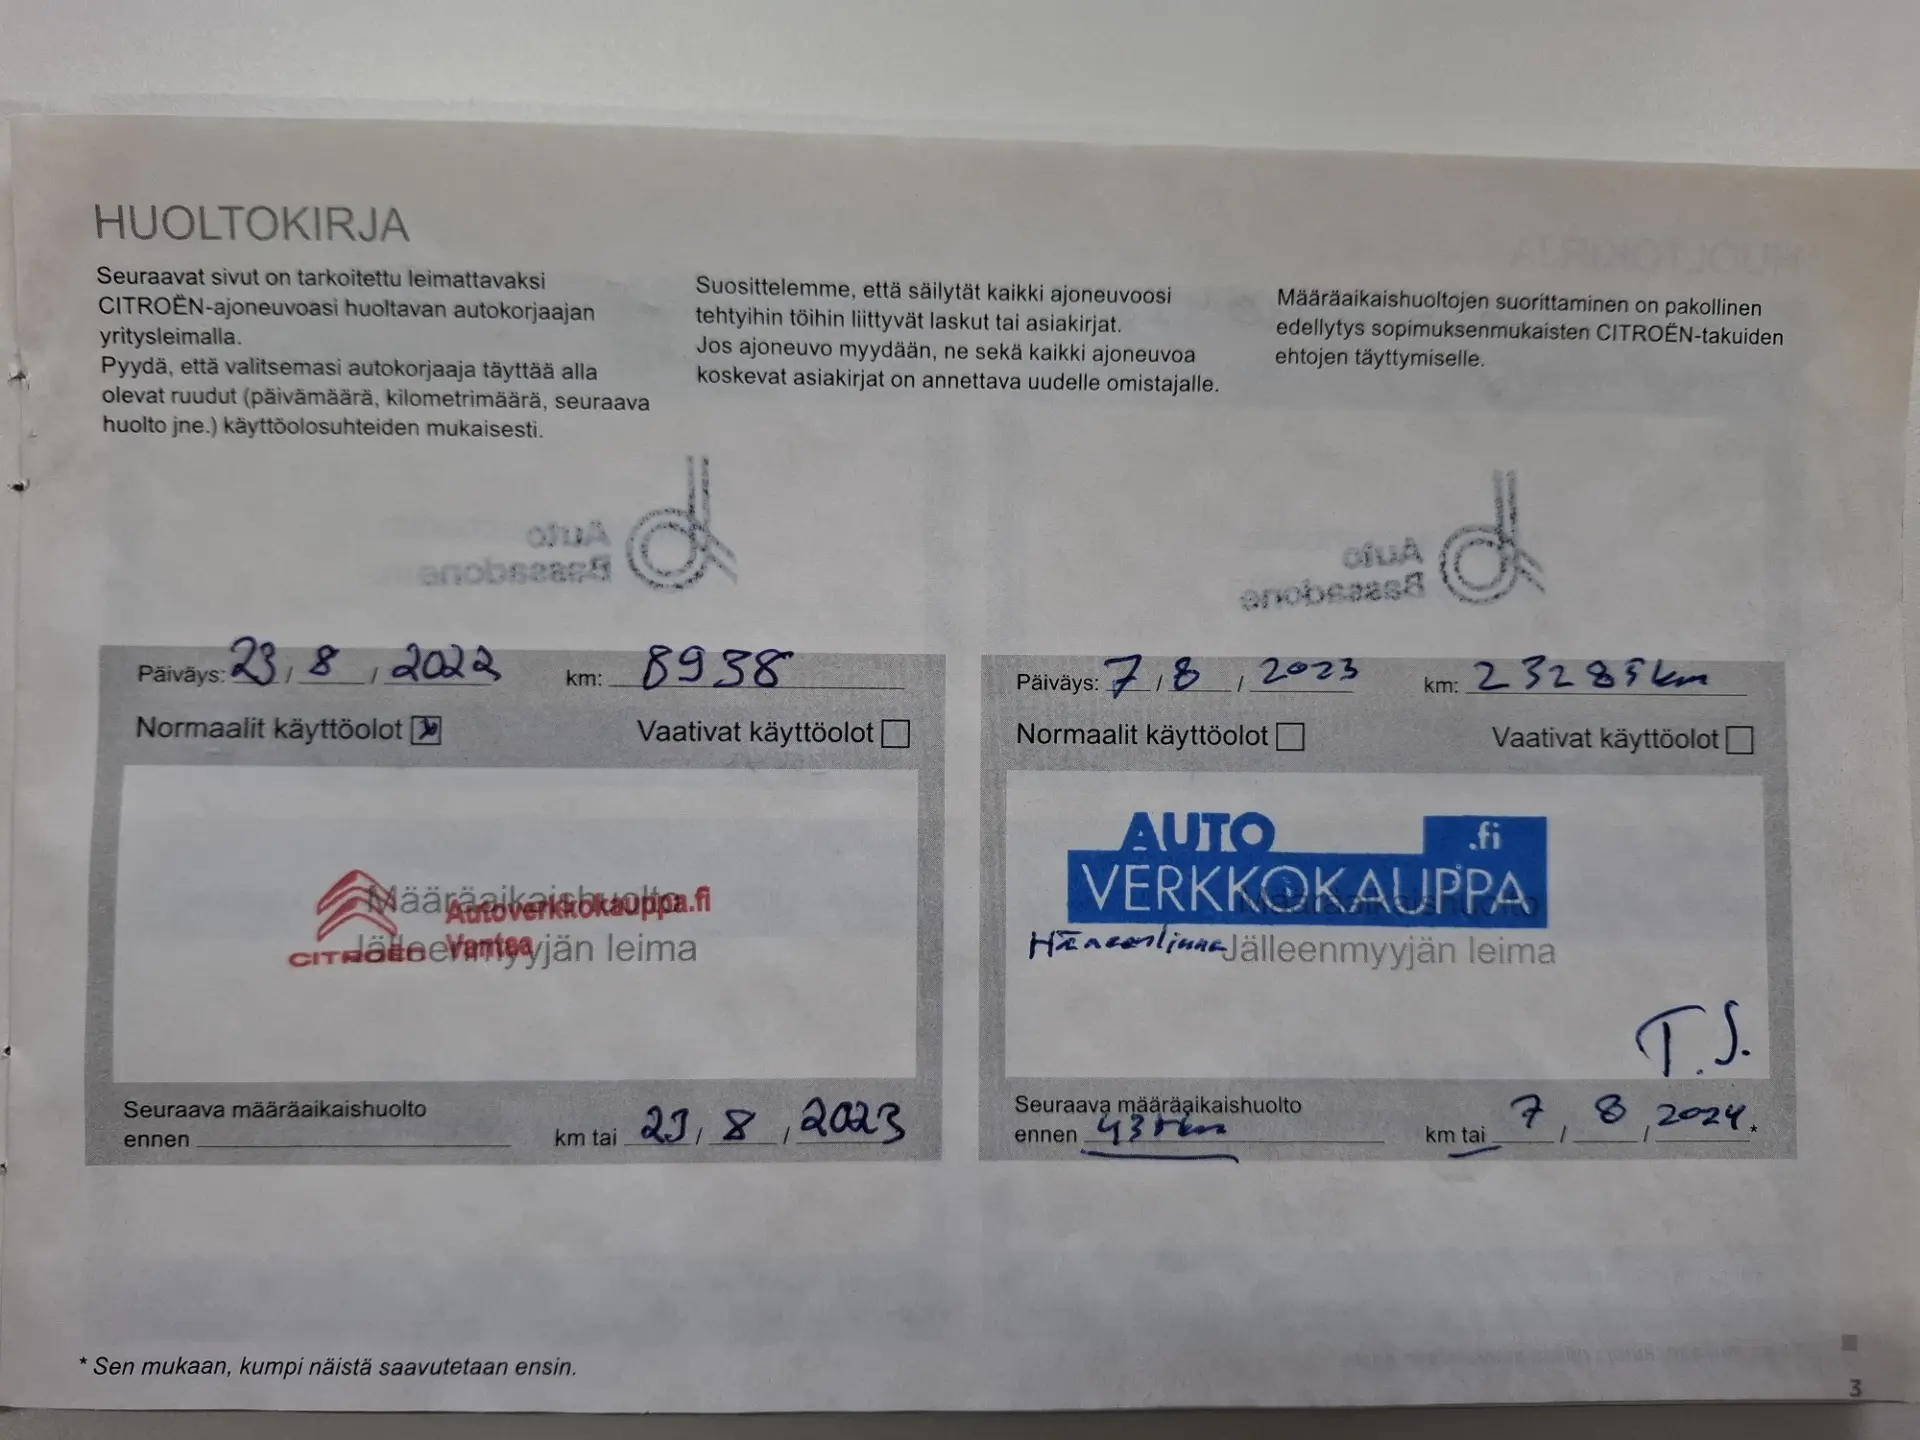 HUOLTOKIRJA
Seuraavat sivut on tarkoitettu leimattavaksi
CITROËN-ajoneuvoasi huoltavan autokorjaajan
yritysleimalla.
Pyydä, että valitsemasi autokorjaaja täyttää alla
olevat ruudut (päivämäärä, kilometrimäärä, seuraava
huolto jne.) käyttöolosuhteiden mukaisesti.
Suosittelemme, että säilytät kaikki ajoneuvoosi
tehtyihin töihin liittyvät laskut tai asiakirjat.
Jos ajoneuvo myydään, ne sekä kaikki ajoneuvoa
koskevat asiakirjat on annettava uudelle omistajalle.
Määräaikaishuoltojen suorittaminen on pakollinen
edellytys sopimuksenmukaisten CITROËN-takuiden
ehtojen täyttymiselle.
Auto
Bassadone
Auto
Bassadone
Päiväys: 23 / 8 / 2022 km: 8938
Normaalit käyttöolot Vaativat käyttöolot
Määräaikaishuolto
Jälleenmyyjän leima
CITROËN
Autoverkkokauppa.fi
Vantaa
Seuraava määräaikaishuolto
ennen km tai 23 / 8 / 2023
Päiväys: 7 / 8 / 2023 km: 23285km
Normaalit käyttöolot Vaativat käyttöolot
AUTO .fi
VERKKOKAUPPA
Määräaikaishuolto
Hämeenlinna Jälleenmyyjän leima
T.S.
Seuraava määräaikaishuolto
ennen 43tkm km tai 7 / 8 / 2024 *
* Sen mukaan, kumpi näistä saavutetaan ensin.
3